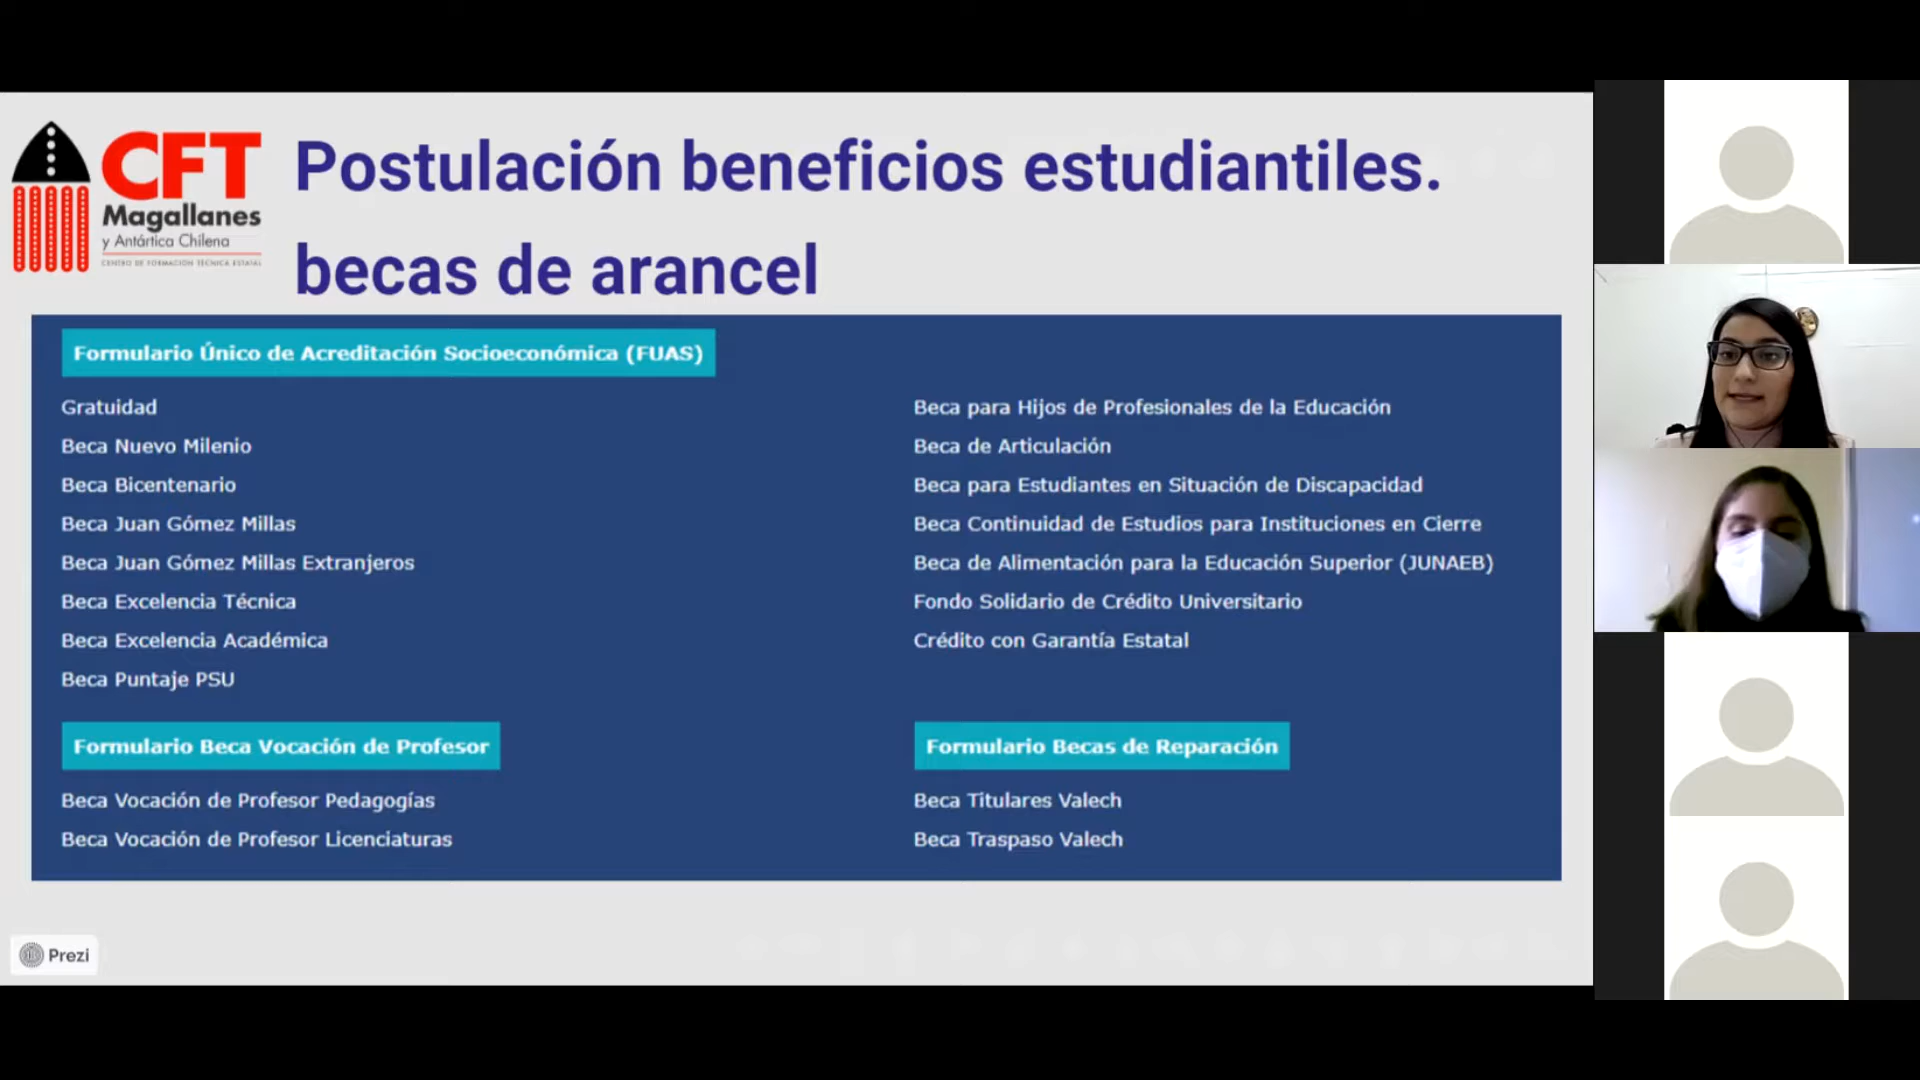 CFT
Magallanes
y Antártica Chilena
CENTRO DE FORMACIÓN TÉCNICA ESTATAL
Postulación beneficios estudiantiles.
becas de arancel
Formulario Único de Acreditación Socioeconómica (FUAS)
Gratuidad
Beca Nuevo Milenio
Beca Bicentenario
Beca Juan Gómez Millas
Beca Juan Gómez Millas Extranjeros
Beca Excelencia Técnica
Beca Excelencia Académica
Beca Puntaje PSU
Beca para Hijos de Profesionales de la Educación
Beca de Articulación
Beca para Estudiantes en Situación de Discapacidad
Beca Continuidad de Estudios para Instituciones en Cierre
Beca de Alimentación para la Educación Superior (JUNAEB)
Fondo Solidario de Crédito Universitario
Crédito con Garantía Estatal
Formulario Beca Vocación de Profesor
Beca Vocación de Profesor Pedagogías
Beca Vocación de Profesor Licenciaturas
Formulario Becas de Reparación
Beca Titulares Valech
Beca Traspaso Valech
Prezi